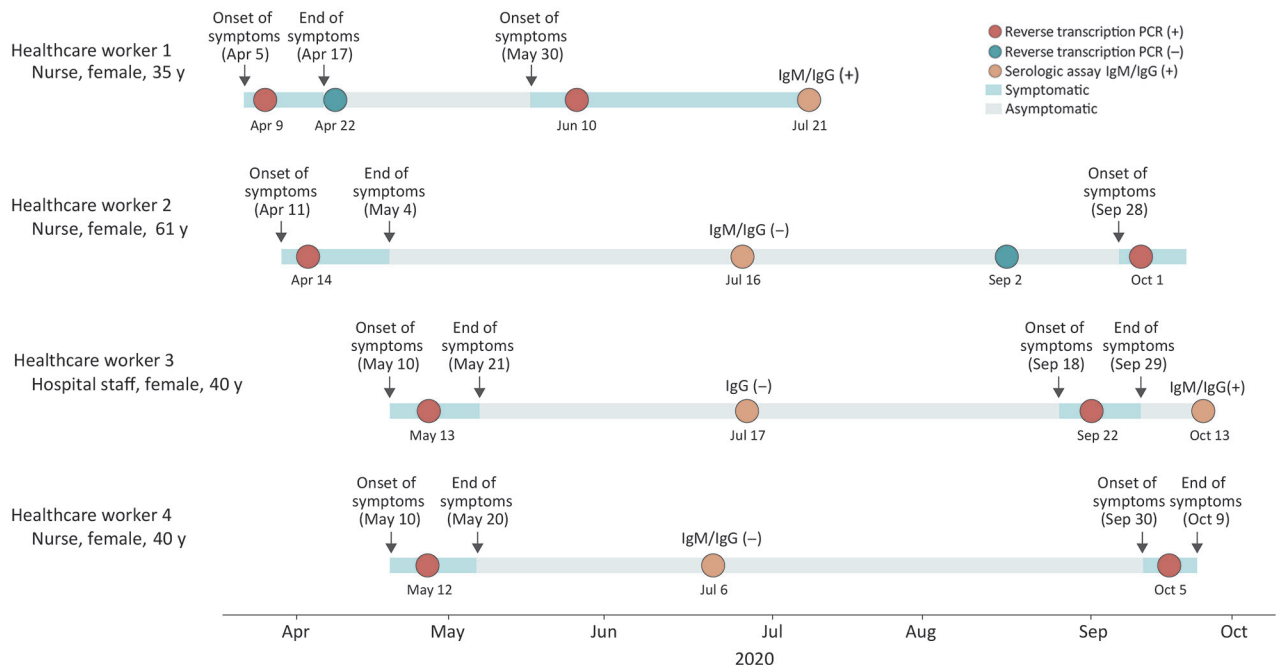 Onset of
symptoms
(Apr 5)
End of
symptoms
(Apr 17)
Onset of
symptoms
(May 30)
Healthcare worker 1
Nurse, female, 35 y
IgM/IgG (+)
Apr 9
Apr 22
Jun 10
Jul 21
Reverse transcription PCR (+)
Reverse transcription PCR (–)
Serologic assay IgM/IgG (+)
Symptomatic
Asymptomatic
Onset of
symptoms
(Apr 11)
End of
symptoms
(May 4)
Onset of
symptoms
(Sep 28)
Healthcare worker 2
Nurse, female, 61 y
IgM/IgG (–)
Apr 14
Jul 16
Sep 2
Oct 1
Onset of
symptoms
(May 10)
End of
symptoms
(May 21)
Onset of
symptoms
(Sep 18)
End of
symptoms
(Sep 29)
Healthcare worker 3
Hospital staff, female, 40 y
IgG (–)
IgM/IgG(+)
May 13
Jul 17
Sep 22
Oct 13
Onset of
symptoms
(May 10)
End of
symptoms
(May 20)
Onset of
symptoms
(Sep 30)
End of
symptoms
(Oct 9)
Healthcare worker 4
Nurse, female, 40 y
IgM/IgG (–)
May 12
Jul 6
Oct 5
Apr
May
Jun
Jul
Aug
Sep
Oct
2020